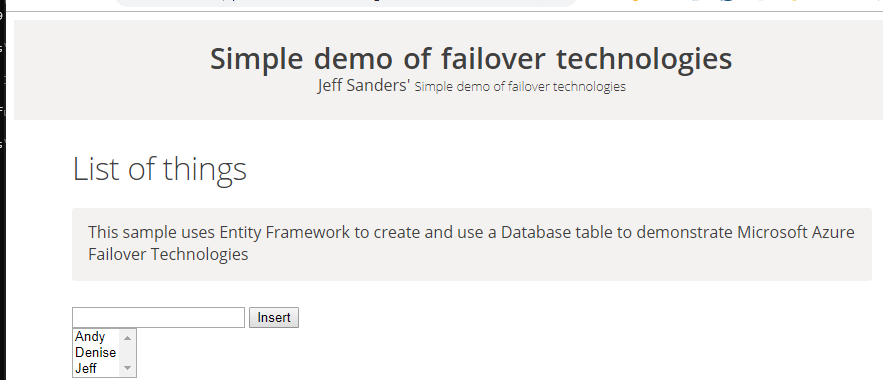 Simple demo of failover technologies
Jeff Sanders' Simple demo of failover technologies
List of things
This sample uses Entity Framework to create and use a Database table to demonstrate Microsoft Azure
Failover Technologies
Insert
Andy
Denise
Jeff